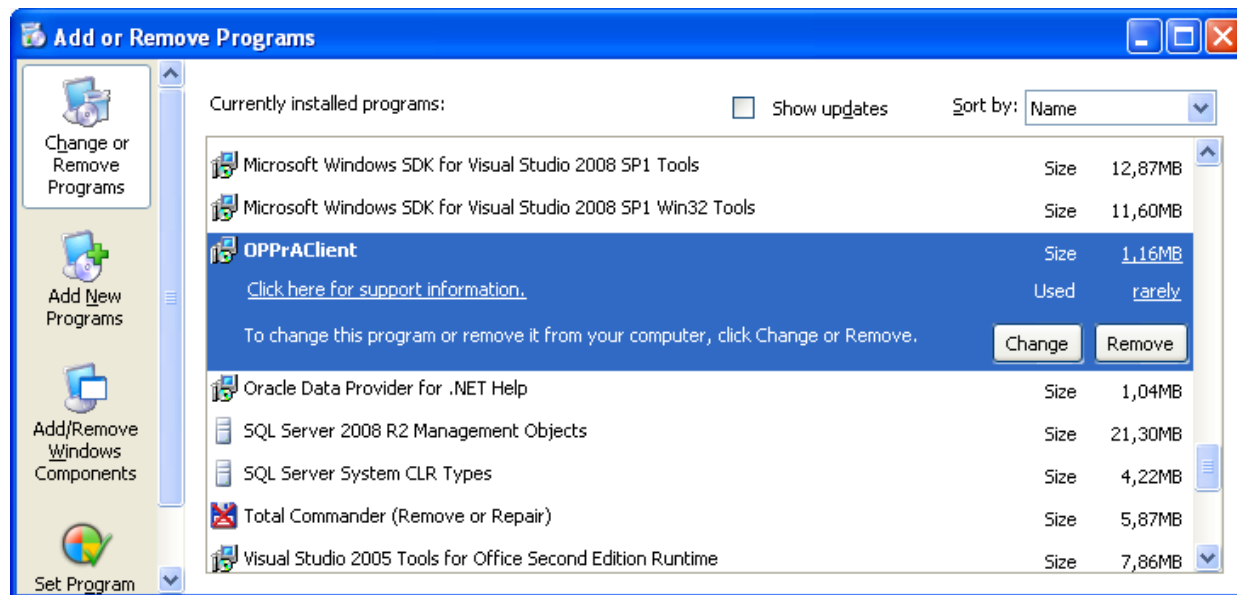 Add or Remove Programs
Change or
Remove
Programs
Add New
Programs
Add/Remove
Windows
Components
Set Program
Currently installed programs:
Show updates
Sort by: Name
Microsoft Windows SDK for Visual Studio 2008 SP1 Tools Size 12,87MB
Microsoft Windows SDK for Visual Studio 2008 SP1 Win32 Tools Size 11,60MB
OPPrAClient Size 1,16MB
Click here for support information. Used rarely
To change this program or remove it from your computer, click Change or Remove. Change Remove
Oracle Data Provider for .NET Help Size 1,04MB
SQL Server 2008 R2 Management Objects Size 21,30MB
SQL Server System CLR Types Size 4,22MB
Total Commander (Remove or Repair) Size 5,87MB
Visual Studio 2005 Tools for Office Second Edition Runtime Size 7,86MB